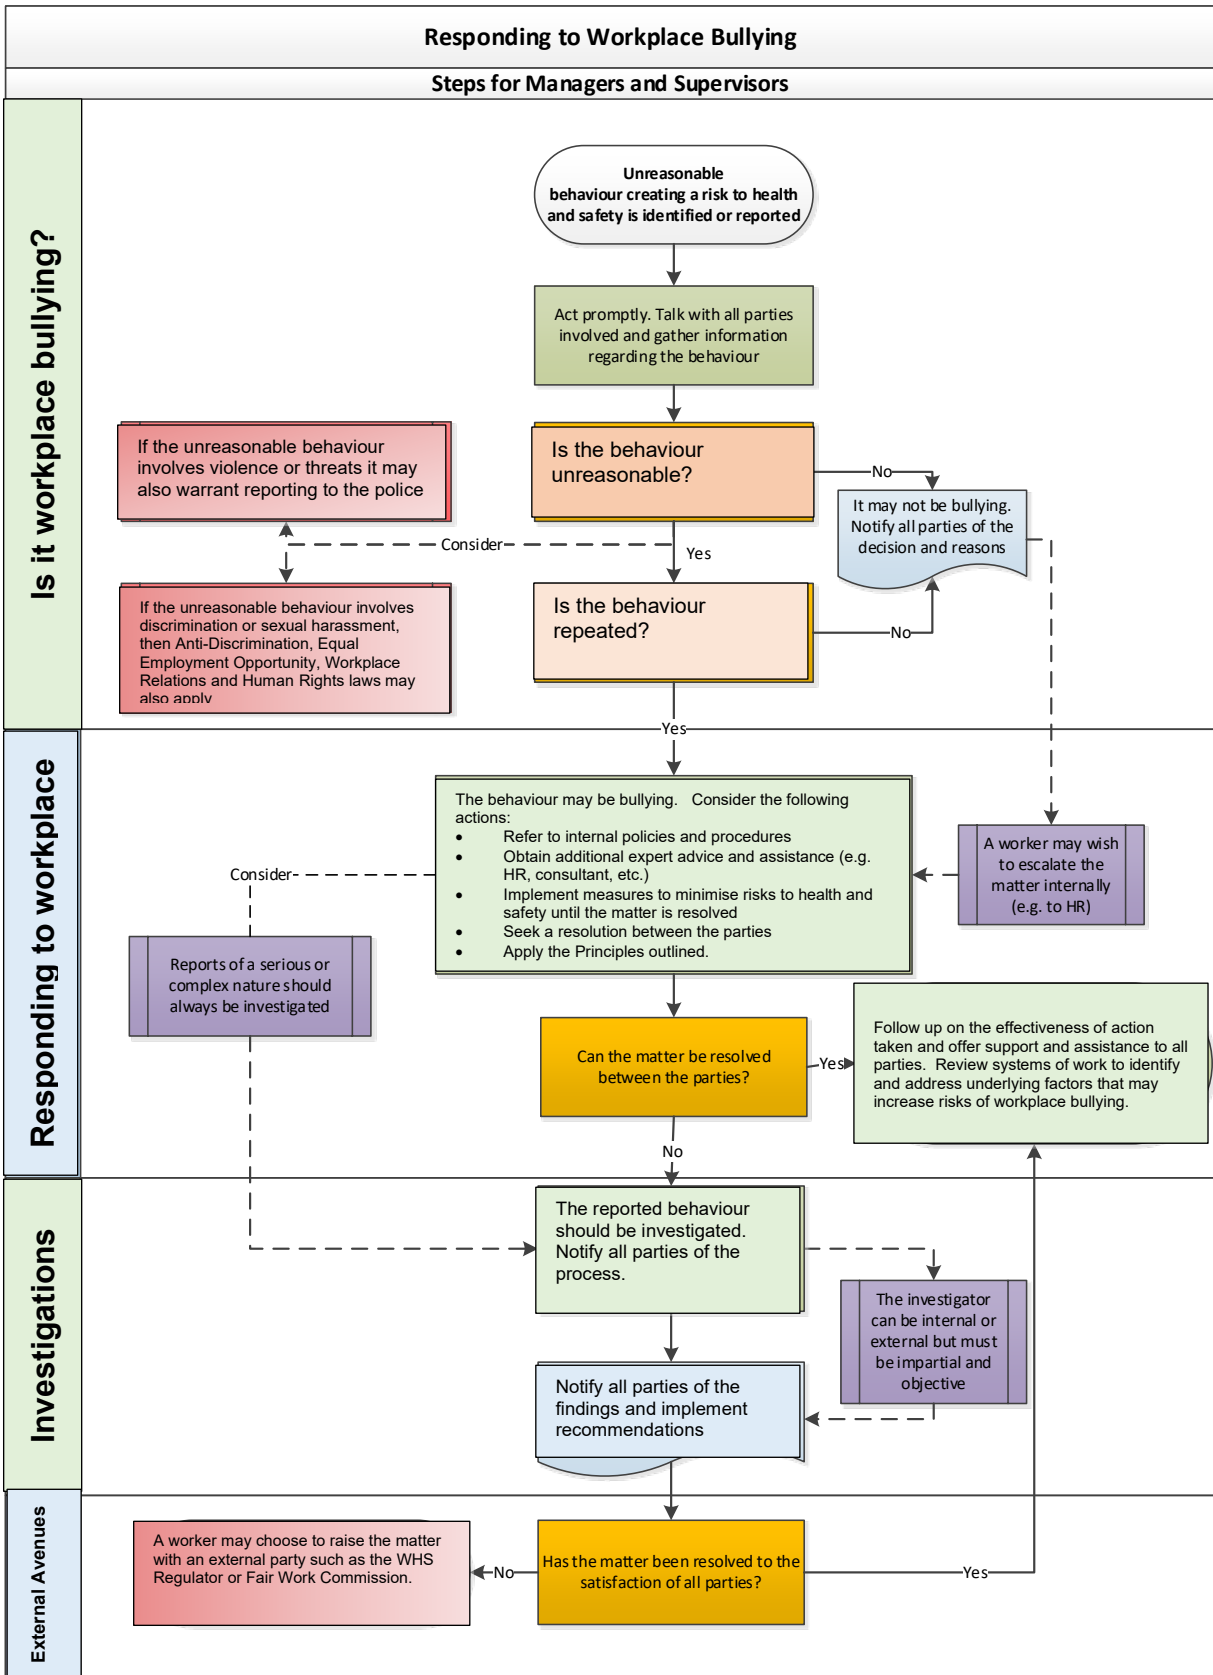 Responding to Workplace Bullying
Steps for Managers and Supervisors
Is it workplace bullying?
Unreasonable
behaviour creating a risk to health
and safety is identified or reported
Act promptly. Talk with all parties
involved and gather information
regarding the behaviour
If the unreasonable behaviour
involves violence or threats it may
also warrant reporting to the police
Is the behaviour
unreasonable?
No
It may not be bullying.
Notify all parties of the
decision and reasons
Consider
Yes
If the unreasonable behaviour involves
discrimination or sexual harassment,
then Anti-Discrimination, Equal
Employment Opportunity, Workplace
Relations and Human Rights laws may
also apply
Is the behaviour
repeated?
No
Yes
Responding to workplace
The behaviour may be bullying. Consider the following
actions:
• Refer to internal policies and procedures
• Obtain additional expert advice and assistance (e.g.
HR, consultant, etc.)
• Implement measures to minimise risks to health and
safety until the matter is resolved
• Seek a resolution between the parties
• Apply the Principles outlined.
A worker may wish
to escalate the
matter internally
(e.g. to HR)
Consider
Reports of a serious or
complex nature should
always be investigated
Can the matter be resolved
between the parties?
Yes
Follow up on the effectiveness of action
taken and offer support and assistance to all
parties. Review systems of work to identify
and address underlying factors that may
increase risks of workplace bullying.
No
Investigations
The reported behaviour
should be investigated.
Notify all parties of the
process.
The investigator
can be internal or
external but must
be impartial and
objective
Notify all parties of the
findings and implement
recommendations
External Avenues
A worker may choose to raise the matter
with an external party such as the WHS
Regulator or Fair Work Commission.
No
Has the matter been resolved to the
satisfaction of all parties?
Yes